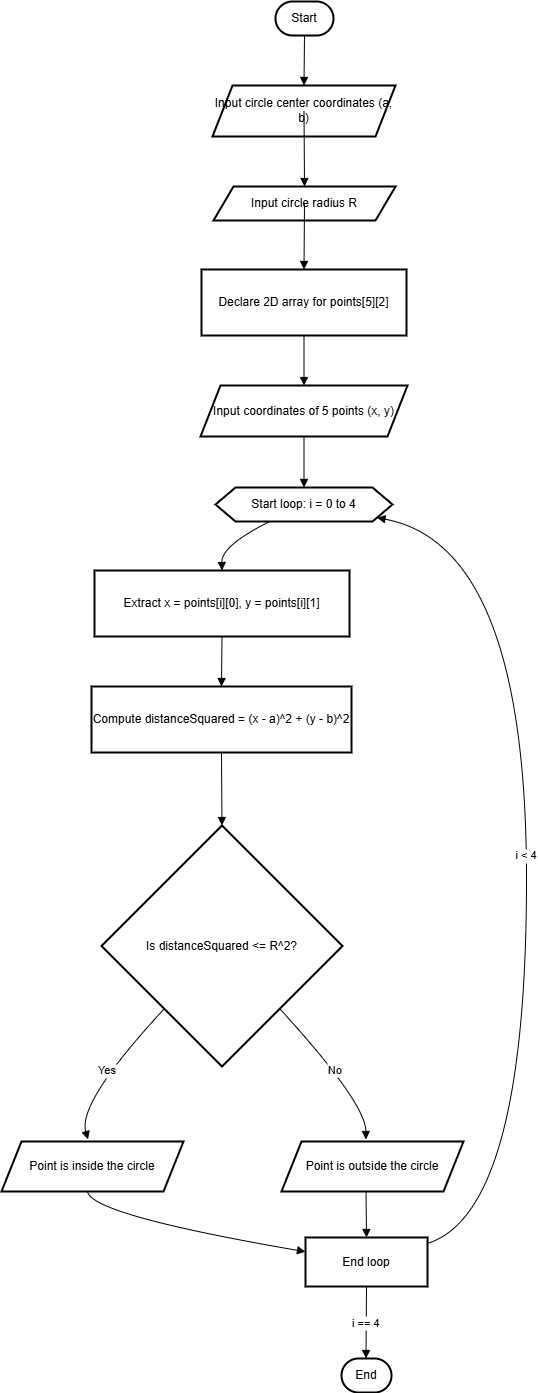 Start
Input circle center coordinates (a,
b)
Input circle radius R
Declare 2D array for points[5][2]
Input coordinates of 5 points (x, y)
Start loop: i = 0 to 4
Extract x = points[i][0], y = points[i][1]
Compute distanceSquared = (x - a)^2 + (y - b)^2
i < 4
Is distanceSquared <= R^2?
Yes
No
Point is inside the circle
Point is outside the circle
End loop
i == 4
End